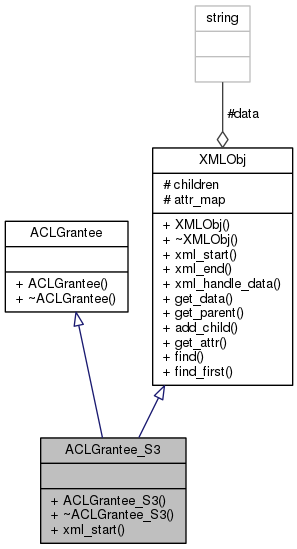 string
#data
XMLObj
# children
# attr_map
+ XMLObj()
+ ~XMLObj()
+ xml_start()
+ xml_end()
+ xml_handle_data()
+ get_data()
+ get_parent()
+ add_child()
+ get_attr()
+ find()
+ find_first()
ACLGrantee
+ ACLGrantee()
+ ~ACLGrantee()
ACLGrantee_S3
+ ACLGrantee_S3()
+ ~ACLGrantee_S3()
+ xml_start()